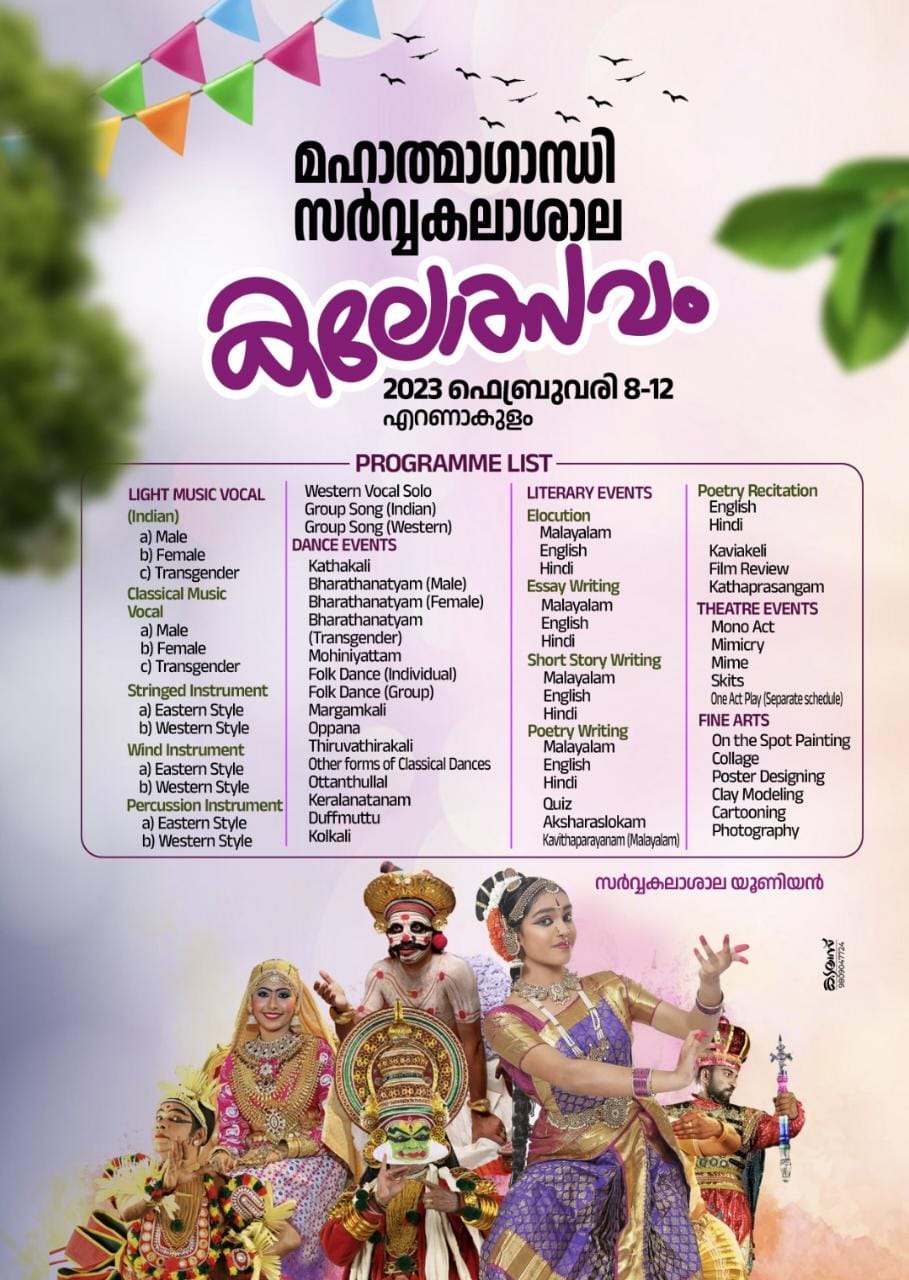 മഹാത്മാഗാന്ധി
സർവ്വകലാശാല
കലോത്സവം
2023 ഫെബ്രുവരി 8-12
എറണാകുളം
PROGRAMME LIST
LIGHT MUSIC VOCAL
(Indian)
a) Male
b) Female
c) Transgender
Classical Music
Vocal
a) Male
b) Female
c) Transgender
Stringed Instrument
a) Eastern Style
b) Western Style
Wind Instrument
a) Eastern Style
b) Western Style
Percussion Instrument
a) Eastern Style
b) Western Style
Western Vocal Solo
Group Song (Indian)
Group Song (Western)
DANCE EVENTS
Kathakali
Bharathanatyam (Male)
Bharathanatyam (Female)
Bharathanatyam
(Transgender)
Mohiniyattam
Folk Dance (Individual)
Folk Dance (Group)
Margamkali
Oppana
Thiruvathirakali
Other forms of Classical Dances
Ottanthullal
Keralanatanam
Duffmuttu
Kolkali
LITERARY EVENTS
Elocution
Malayalam
English
Hindi
Essay Writing
Malayalam
English
Hindi
Short Story Writing
Malayalam
English
Hindi
Poetry Writing
Malayalam
English
Hindi
Quiz
Aksharaslokam
Kavithaparayanam (Malayalam)
Poetry Recitation
English
Hindi
Kaviakeli
Film Review
Kathaprasangam
THEATRE EVENTS
Mono Act
Mimicry
Mime
Skits
One Act Play (Separate schedule)
FINE ARTS
On the Spot Painting
Collage
Poster Designing
Clay Modeling
Cartooning
Photography
സർവ്വകലാശാല യൂണിയൻ
9809047724